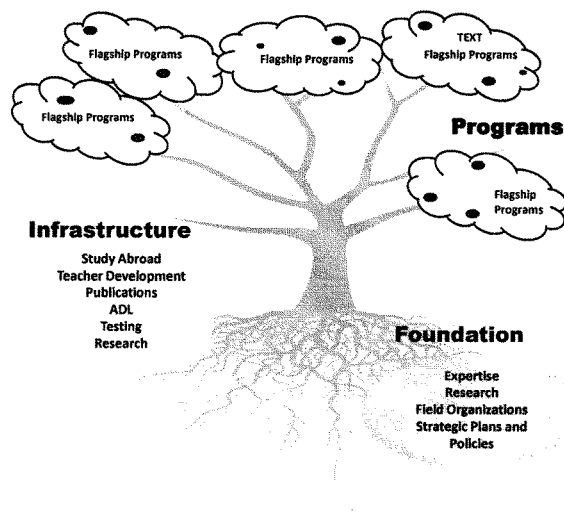 TEXT
Flagship Programs
Flagship Programs
Flagship Programs
Flagship Programs
Programs
Flagship
Programs
Infrastructure
Study Abroad
Teacher Development
Publications
ADL
Testing
Research
Foundation
Expertise
Research
Field Organizations
Strategic Plans and
Policies